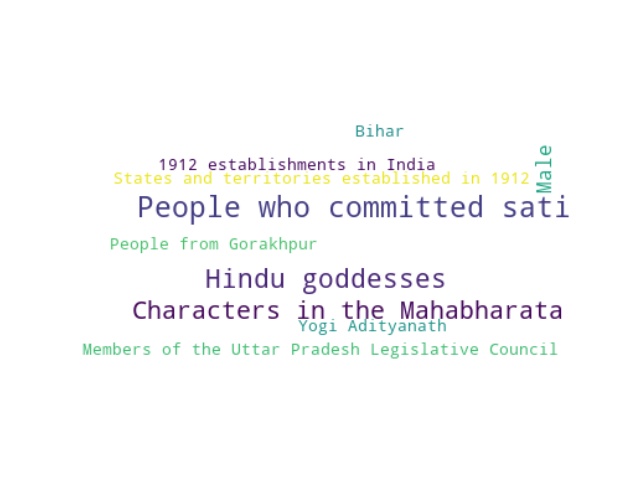 Bihar
Male
1912 establishments in India
States and territories established in 1912
People who committed sati
People from Gorakhpur
Hindu goddesses
Characters in the Mahabharata
Yogi Adityanath
Members of the Uttar Pradesh Legislative Council